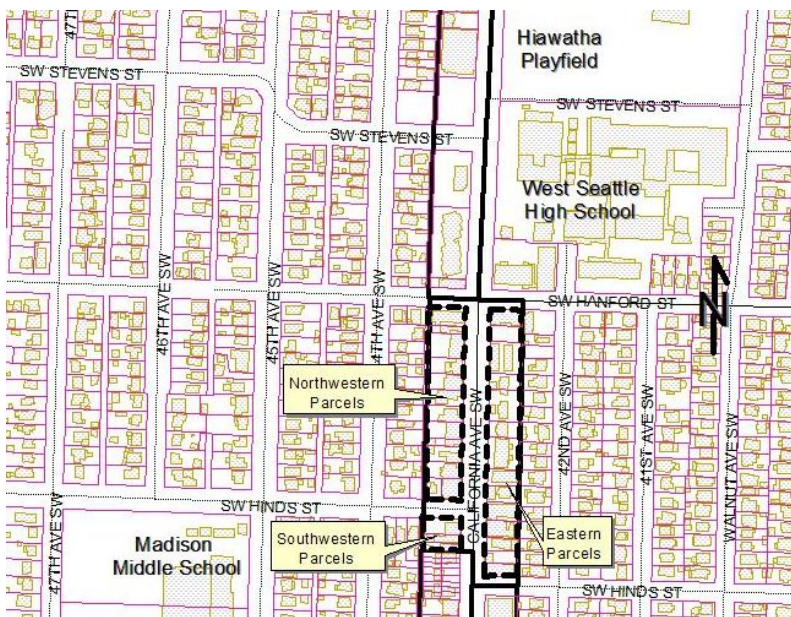 47TH
Hiawatha
Playfield
SW STEVENS ST
SW STEVENS ST
SW STEVENS ST
West Seattle
High School
46TH AVE SW
45TH AVE SW
4TH AVE SW
SW HANFORD ST
N
Northwestern
Parcels
CALIFORNIA AVE SW
42ND AVE SW
41ST AVE SW
WALNUT AVE SW
SW HINDS ST
47TH AVE SW
Madison
Middle School
Southwestern
Parcels
Eastern
Parcels
SW HINDS ST